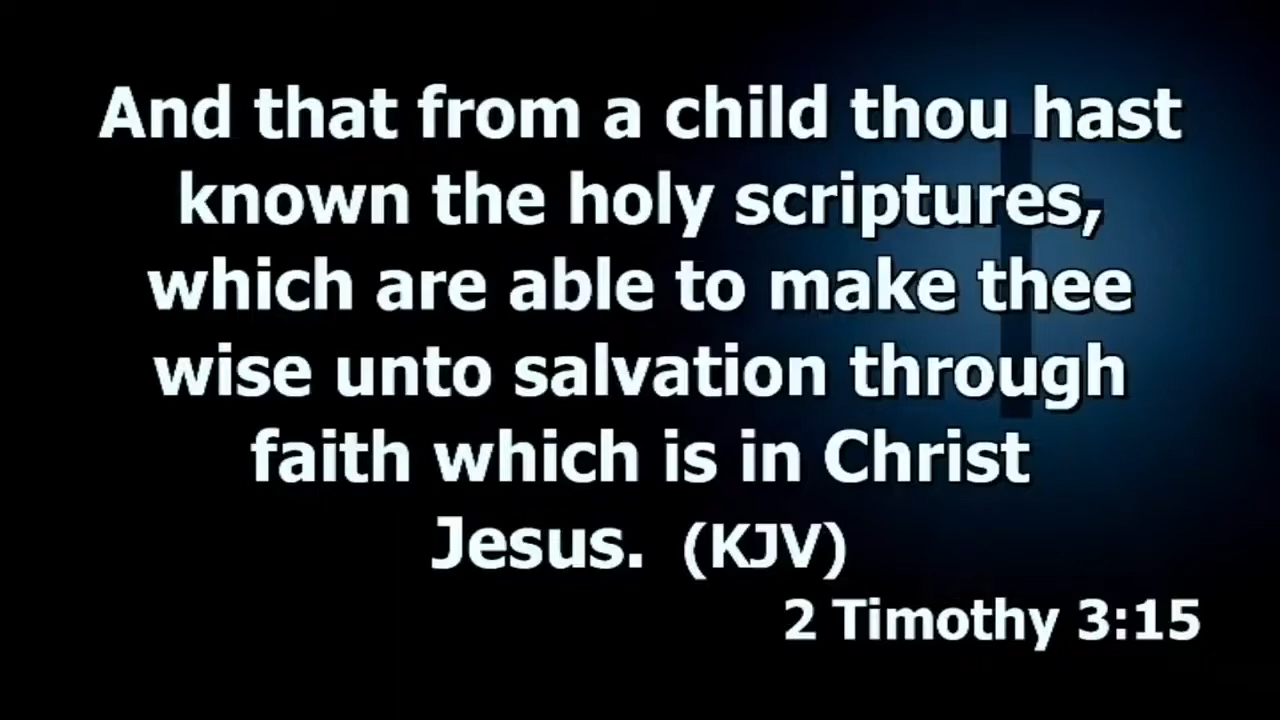 And that from a child thou hast
known the holy scriptures,
which are able to make thee
wise unto salvation through
faith which is in Christ
Jesus. (KJV)
2 Timothy 3:15